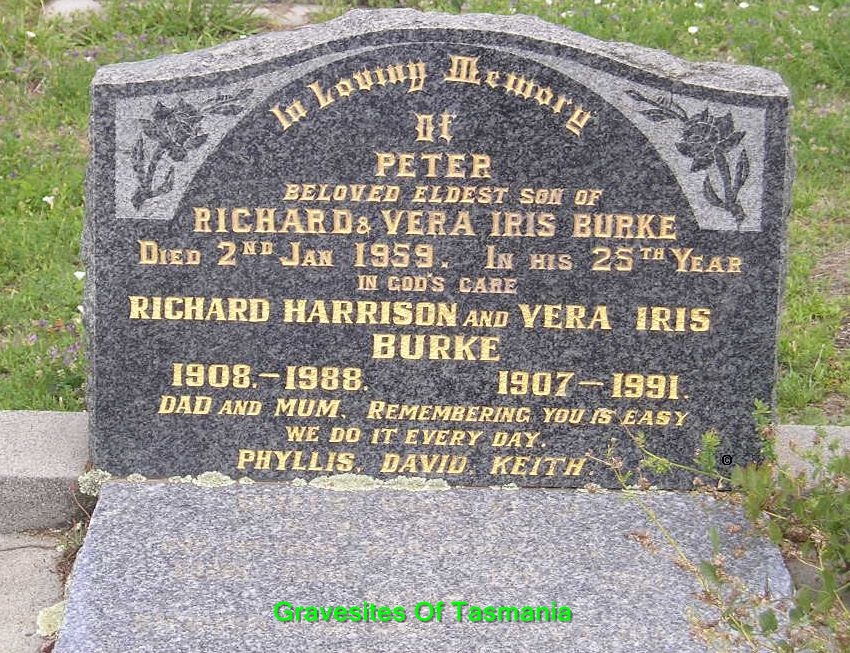 In Loving Memory
Of
PETER
BELOVED ELDEST SON OF
RICHARD & VERA IRIS BURKE
DIED 2ND JAN 1959. IN HIS 25TH YEAR
IN GOD'S CARE
RICHARD HARRISON AND VERA IRIS
BURKE
1908.-1988. 1907-1991.
DAD AND MUM. REMEMBERING YOU IS EASY
WE DO IT EVERY DAY.
PHYLLIS. DAVID. KEITH.
©
Gravesites Of Tasmania